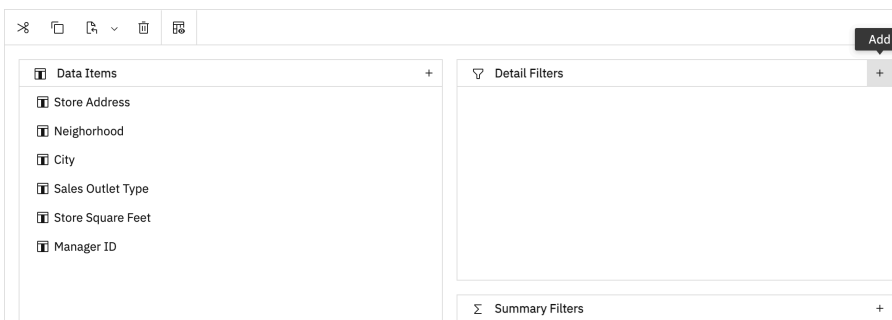 Add
Data Items
Detail Filters
Store Address
Neighorhood
City
Sales Outlet Type
Store Square Feet
Manager ID
Summary Filters